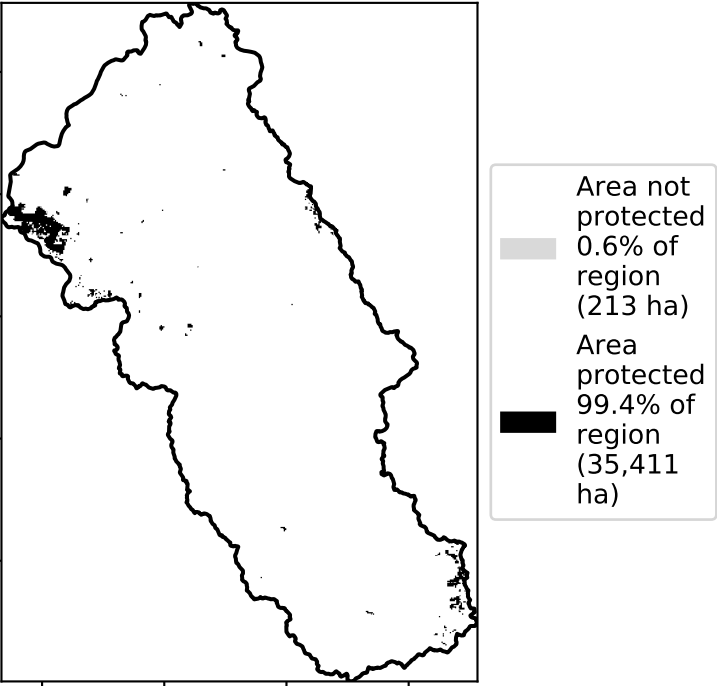 Area not
protected
0.6% of
region
(213 ha)
Area
protected
99.4% of
region
(35,411
ha)